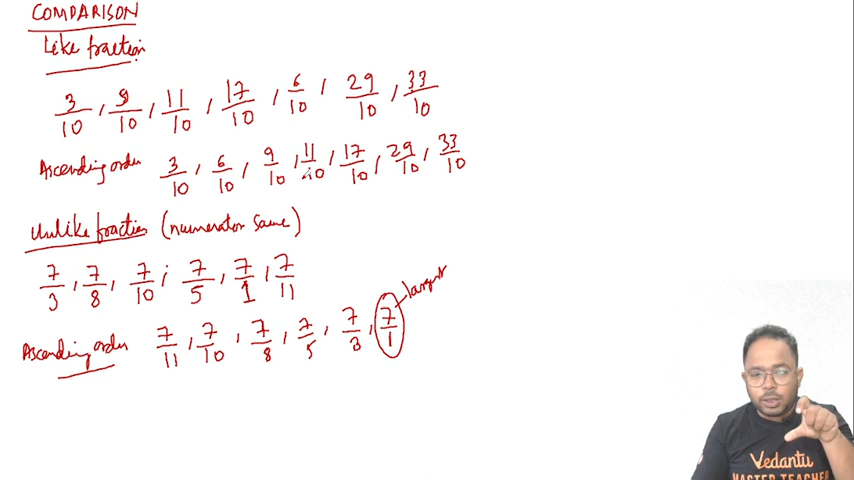 COMPARISON
Like fraction
3/10, 9/10, 11/10, 17/10, 6/10, 29/10, 33/10
Ascending order 3/10, 6/10, 9/10, 11/10, 17/10, 29/10, 33/10
Unlike fraction (numerator same)
7/3, 7/8, 7/10, 7/5, 7/1, 7/11
largest
Ascending order 7/11, 7/10, 7/8, 7/5, 7/3, 7/1
Vedantu
MASTER TEACHER